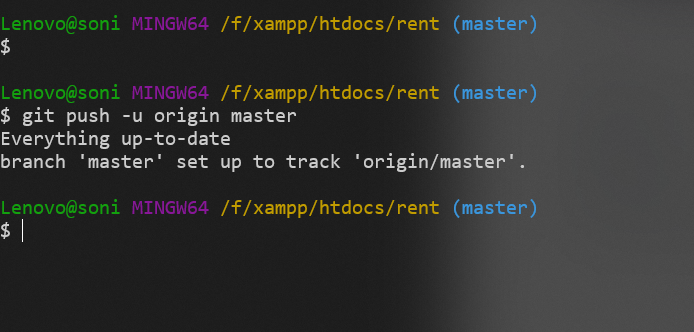 Lenovo@soni MINGW64 /f/xampp/htdocs/rent (master)
$
Lenovo@soni MINGW64 /f/xampp/htdocs/rent (master)
$ git push -u origin master
Everything up-to-date
branch 'master' set up to track 'origin/master'.
Lenovo@soni MINGW64 /f/xampp/htdocs/rent (master)
$